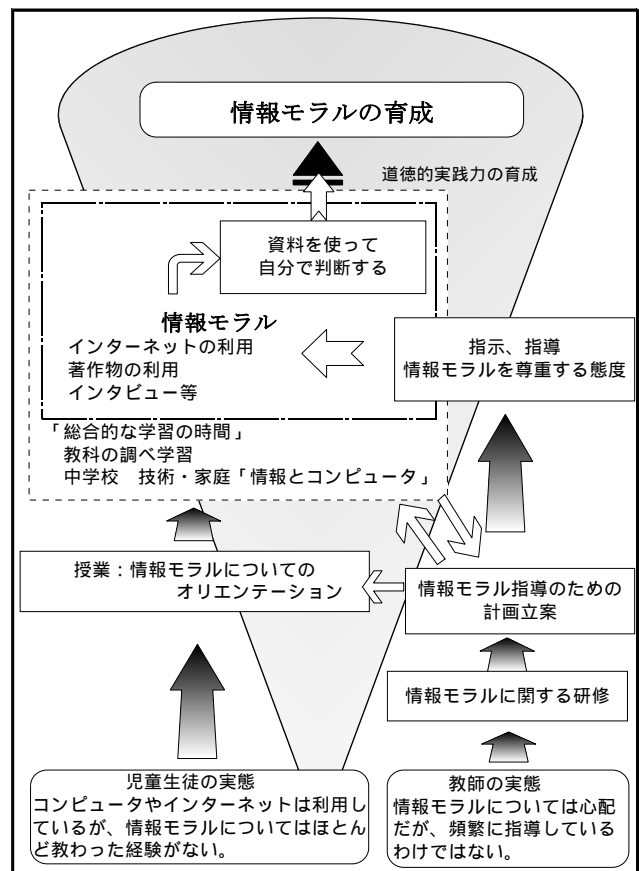 情報モラルの育成
道徳的実践力の育成
資料を使って
自分で判断する
情報モラル
インターネットの利用
著作物の利用
インタビュー等
指示、指導
情報モラルを尊重する態度
「総合的な学習の時間」
教科の調べ学習
中学校　技術・家庭「情報とコンピュータ」
授業：情報モラルについての
オリエンテーション
情報モラル指導のための
計画立案
情報モラルに関する研修
児童生徒の実態
コンピュータやインターネットは利用し
ているが、情報モラルについてはほとん
ど教わった経験がない。
教師の実態
情報モラルについては心配
だが、頻繁に指導している
わけではない。